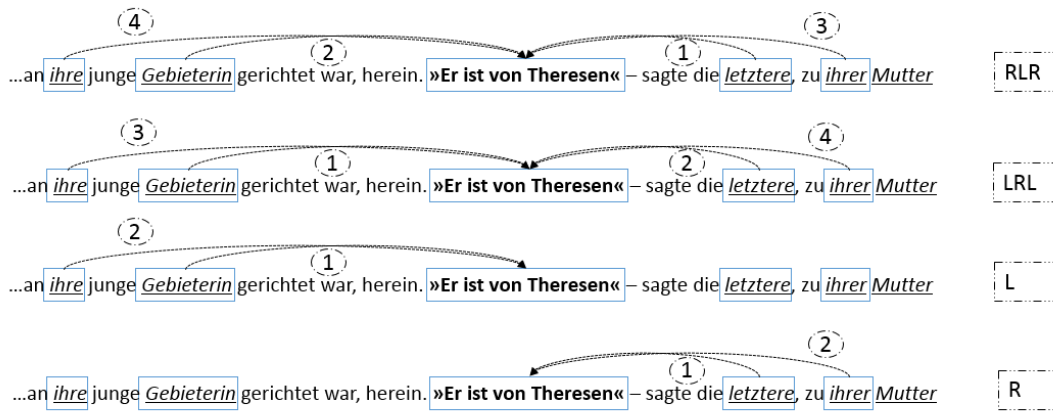 4
3
2
1
...an ihre junge Gebieterin gerichtet war, herein. »Er ist von Theresen« – sagte die letztere, zu ihrer Mutter
RLR
3
4
1
2
...an ihre junge Gebieterin gerichtet war, herein. »Er ist von Theresen« – sagte die letztere, zu ihrer Mutter
LRL
2
1
...an ihre junge Gebieterin gerichtet war, herein. »Er ist von Theresen« – sagte die letztere, zu ihrer Mutter
L
2
1
...an ihre junge Gebieterin gerichtet war, herein. »Er ist von Theresen« – sagte die letztere, zu ihrer Mutter
R